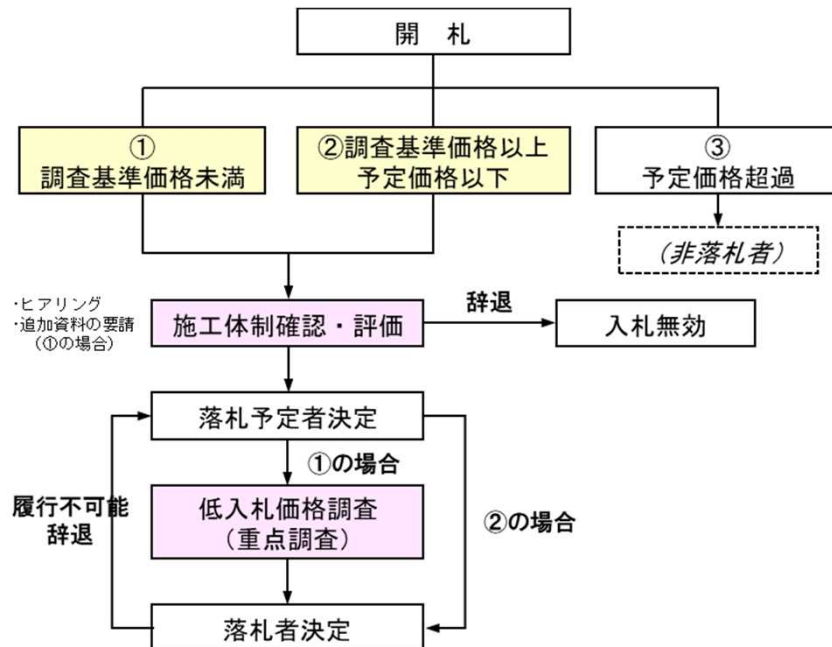 開　札
①
調査基準価格未満
②調査基準価格以上
予定価格以下
③
予定価格超過
（非落札者）
・ヒアリング
・追加資料の要請
（①の場合）
施工体制確認・評価
辞退
入札無効
落札予定者決定
①の場合
履行不可能
辞退
低入札価格調査
（重点調査）
②の場合
落札者決定